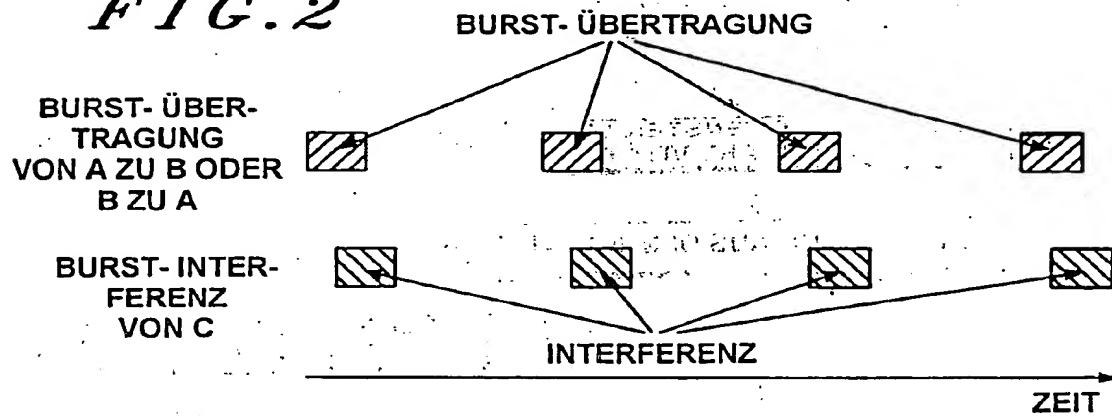 FIG. 2
BURST- ÜBERTRAGUNG
BURST- ÜBER-
TRAGUNG
VON A ZU B ODER
B ZU A
BURST- INTER-
FERENZ
VON C
INTERFERENZ
ZEIT